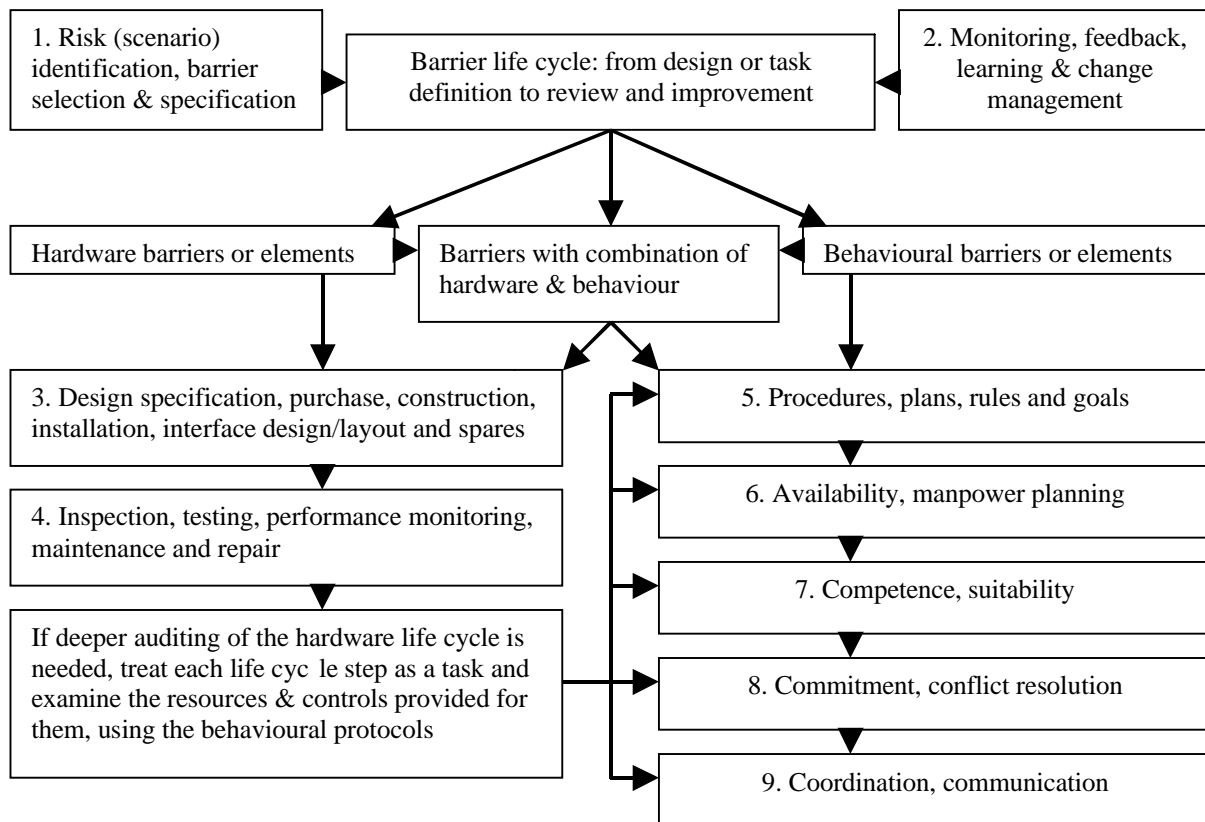 1. Risk (scenario)
identification, barrier
selection & specification
Barrier life cycle: from design or task
definition to review and improvement
2. Monitoring, feedback,
learning & change
management
Hardware barriers or elements
Barriers with combination of
hardware & behaviour
Behavioural barriers or elements
3. Design specification, purchase, construction,
installation, interface design/layout and spares
4. Inspection, testing, performance monitoring,
maintenance and repair
If deeper auditing of the hardware life cycle is
needed, treat each life cyc le step as a task and
examine the resources & controls provided for
them, using the behavioural protocols
5. Procedures, plans, rules and goals
6. Availability, manpower planning
7. Competence, suitability
8. Commitment, conflict resolution
9. Coordination, communication